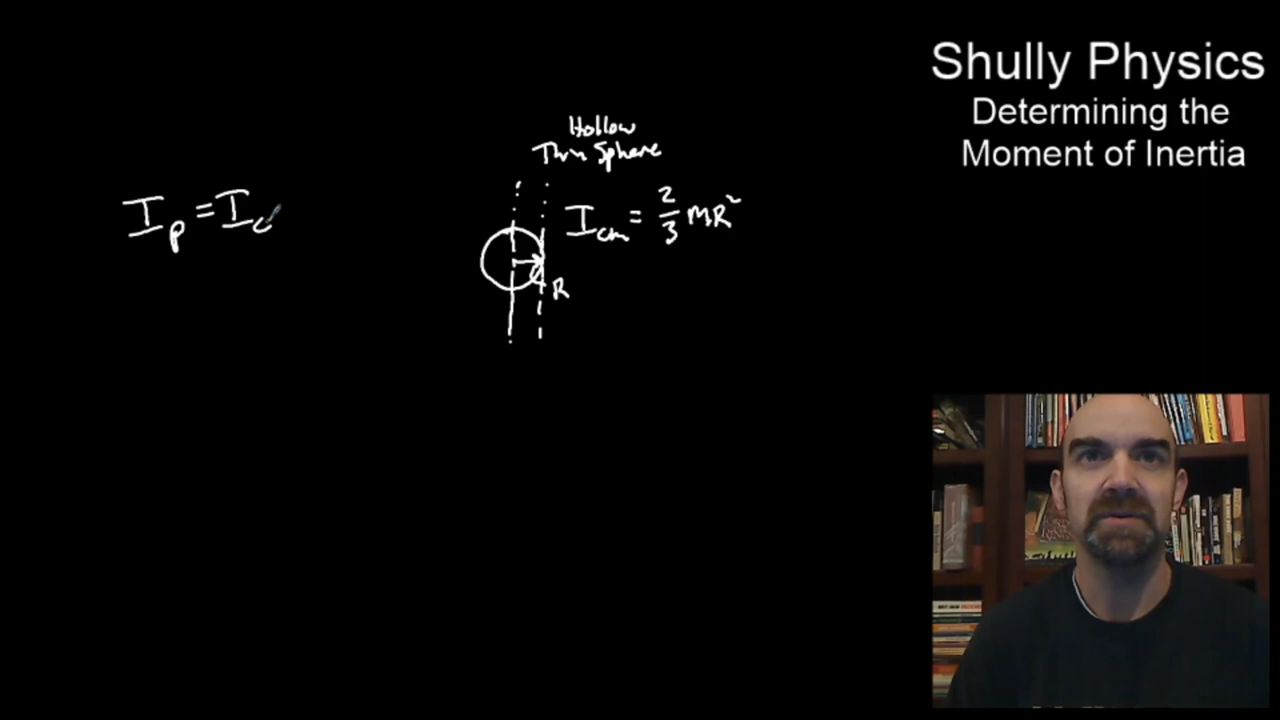 Shully Physics
Determining the
Moment of Inertia
Hollow
Thin Sphere
I_p = I_c
I_cm = 2/3 MR²
R